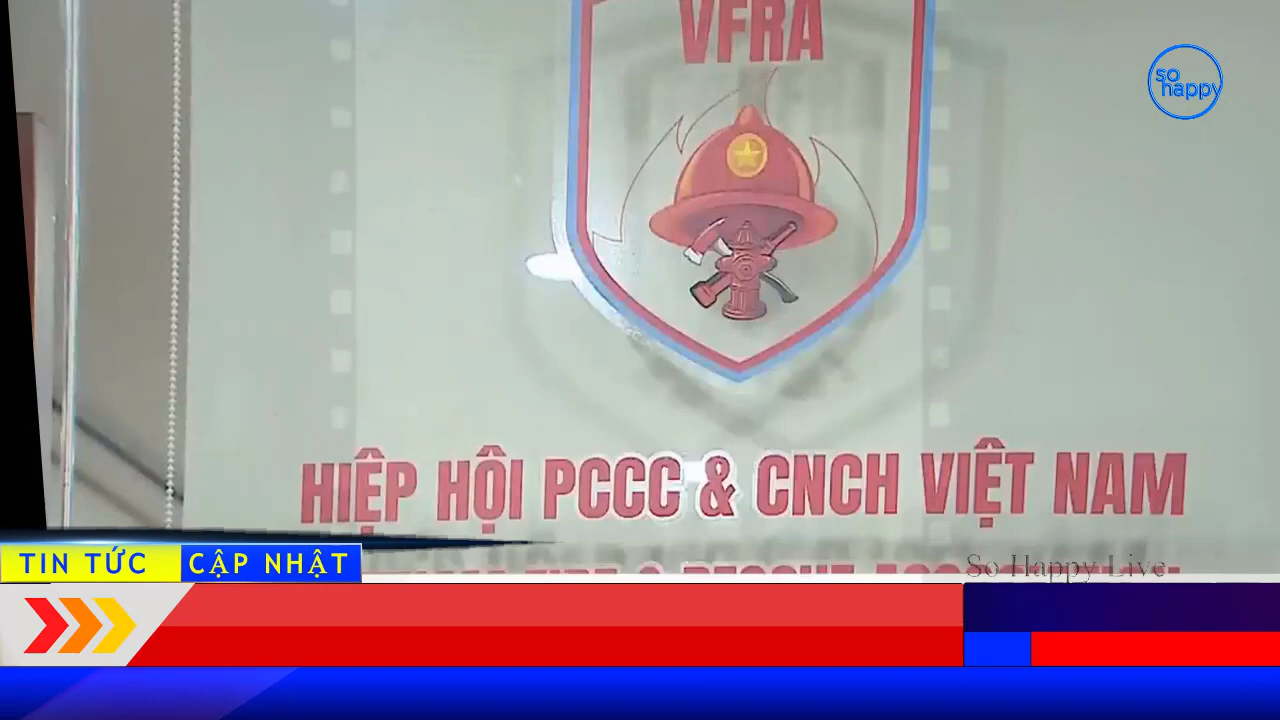 VFRA
so
happy
HIỆP HỘI PCCC & CNCH VIỆT NAM
So Happy Live
TIN TỨC CẬP NHẬT